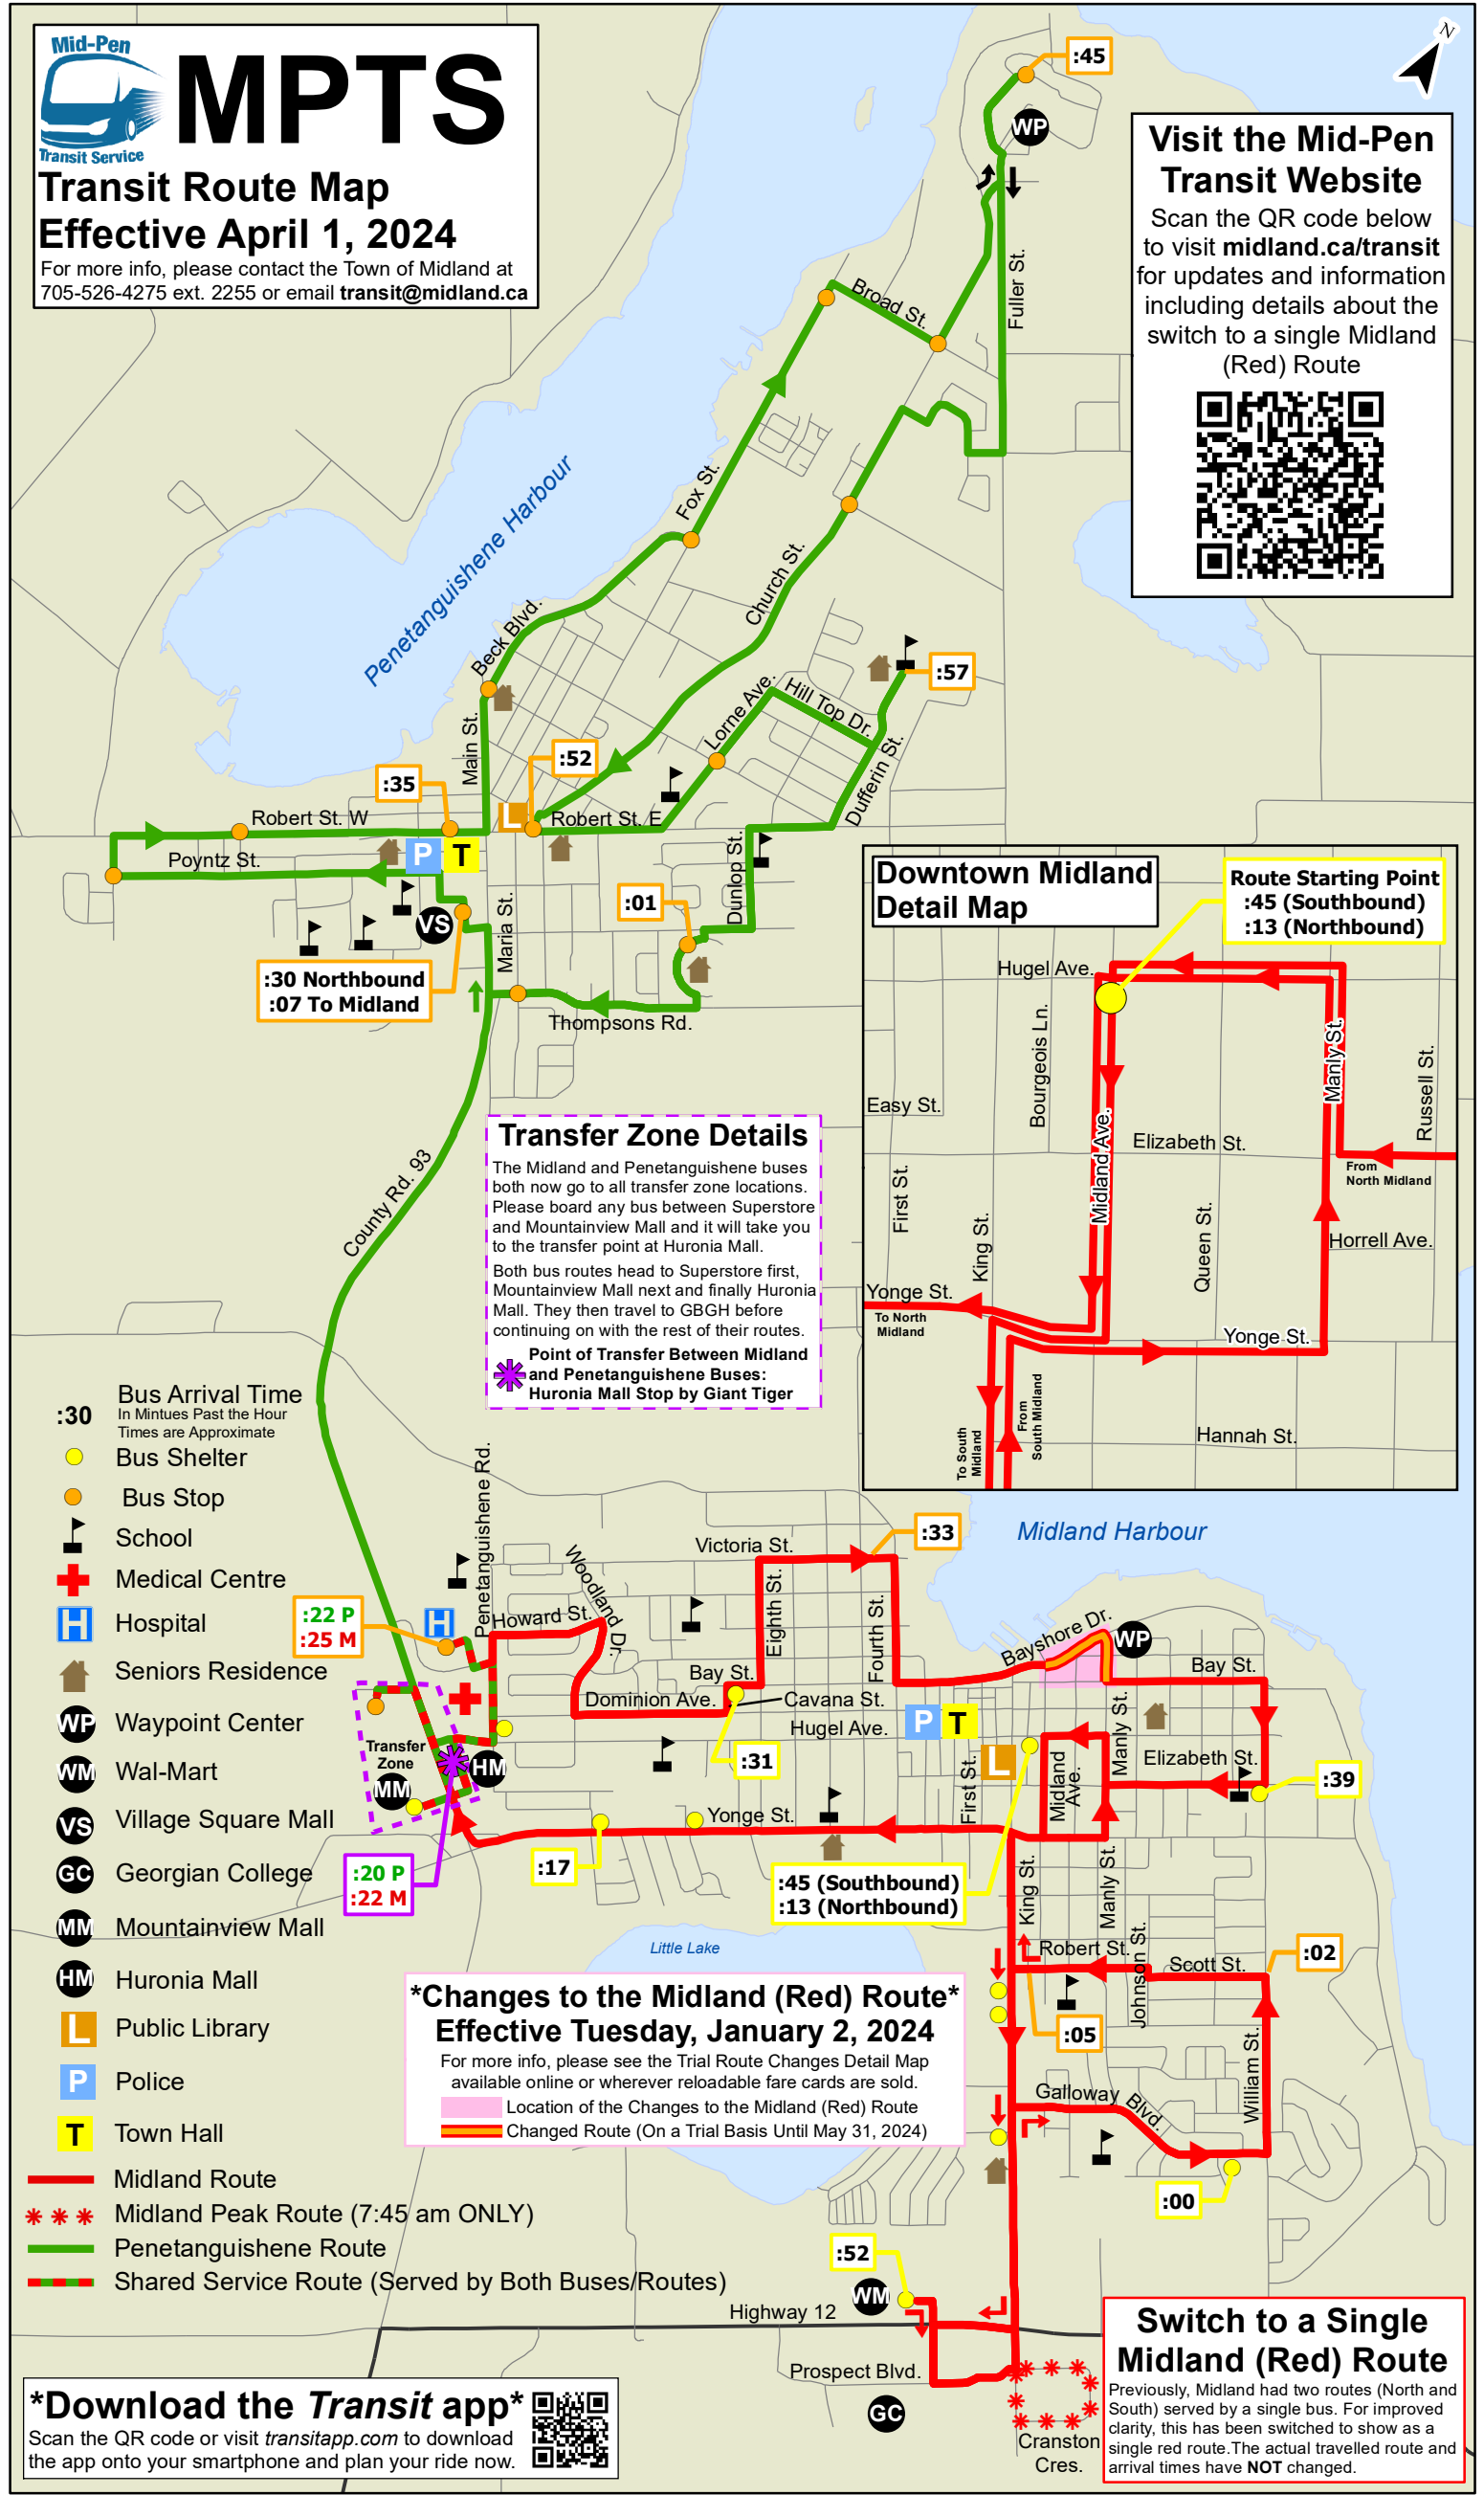 Mid-Pen
Transit Service
MPTS
Transit Route Map
Effective April 1, 2024
For more info, please contact the Town of Midland at
705-526-4275 ext. 2255 or email transit@midland.ca
N
Visit the Mid-Pen
Transit Website
Scan the QR code below
to visit midland.ca/transit
for updates and information
including details about the
switch to a single Midland
(Red) Route
:45
WP
Fuller St.
Broad St.
Fox St.
Church St.
Penetanguishene Harbour
Beck Blvd.
Main St.
Lorne Ave.
Hill Top Dr.
Dufferin St.
:57
:52
:35
L
Robert St. W
Robert St. E
Poyntz St.
P
T
VS
Dunlop St.
Maria St.
:01
:30 Northbound
:07 To Midland
Thompsons Rd.
County Rd. 93
Downtown Midland
Detail Map
Route Starting Point
:45 (Southbound)
:13 (Northbound)
Hugel Ave.
Bourgeois Ln.
Manly St.
Russell St.
Easy St.
Midland Ave.
Elizabeth St.
From
North Midland
First St.
King St.
Queen St.
Horrell Ave.
Yonge St.
To North
Midland
Yonge St.
To South
Midland
From
South Midland
Hannah St.
Transfer Zone Details
The Midland and Penetanguishene buses
both now go to all transfer zone locations.
Please board any bus between Superstore
and Mountainview Mall and it will take you
to the transfer point at Huronia Mall.
Both bus routes head to Superstore first,
Mountainview Mall next and finally Huronia
Mall. They then travel to GBGH before
continuing on with the rest of their routes.
Point of Transfer Between Midland
and Penetanguishene Buses:
Huronia Mall Stop by Giant Tiger
:30
Bus Arrival Time
In Mintues Past the Hour
Times are Approximate
Bus Shelter
Bus Stop
School
Medical Centre
H
Hospital
Seniors Residence
WP
Waypoint Center
WM
Wal-Mart
VS
Village Square Mall
GC
Georgian College
MM
Mountainview Mall
HM
Huronia Mall
L
Public Library
P
Police
T
Town Hall
Midland Route
Midland Peak Route (7:45 am ONLY)
Penetanguishene Route
Shared Service Route (Served by Both Buses/Routes)
Midland Harbour
:33
Victoria St.
Penetanguishene Rd.
Woodland Dr.
Howard St.
Eighth St.
Fourth St.
H
:22 P
:25 M
Bayshore Dr.
WP
Bay St.
Bay St.
Dominion Ave.
Cavana St.
Hugel Ave.
P
T
Manly St.
Transfer
Zone
HM
MM
:31
L
First St.
Midland
Ave.
Elizabeth St.
:39
Yonge St.
:17
:20 P
:22 M
:45 (Southbound)
:13 (Northbound)
King St.
Manly St.
Little Lake
Robert St.
Johnson St.
Scott St.
:02
:05
William St.
Galloway Blvd.
:00
*Changes to the Midland (Red) Route*
Effective Tuesday, January 2, 2024
For more info, please see the Trial Route Changes Detail Map
available online or wherever reloadable fare cards are sold.
Location of the Changes to the Midland (Red) Route
Changed Route (On a Trial Basis Until May 31, 2024)
:52
WM
Highway 12
Prospect Blvd.
GC
Cranston
Cres.
*Download the Transit app*
Scan the QR code or visit transitapp.com to download
the app onto your smartphone and plan your ride now.
Switch to a Single
Midland (Red) Route
Previously, Midland had two routes (North and
South) served by a single bus. For improved
clarity, this has been switched to show as a
single red route.The actual travelled route and
arrival times have NOT changed.